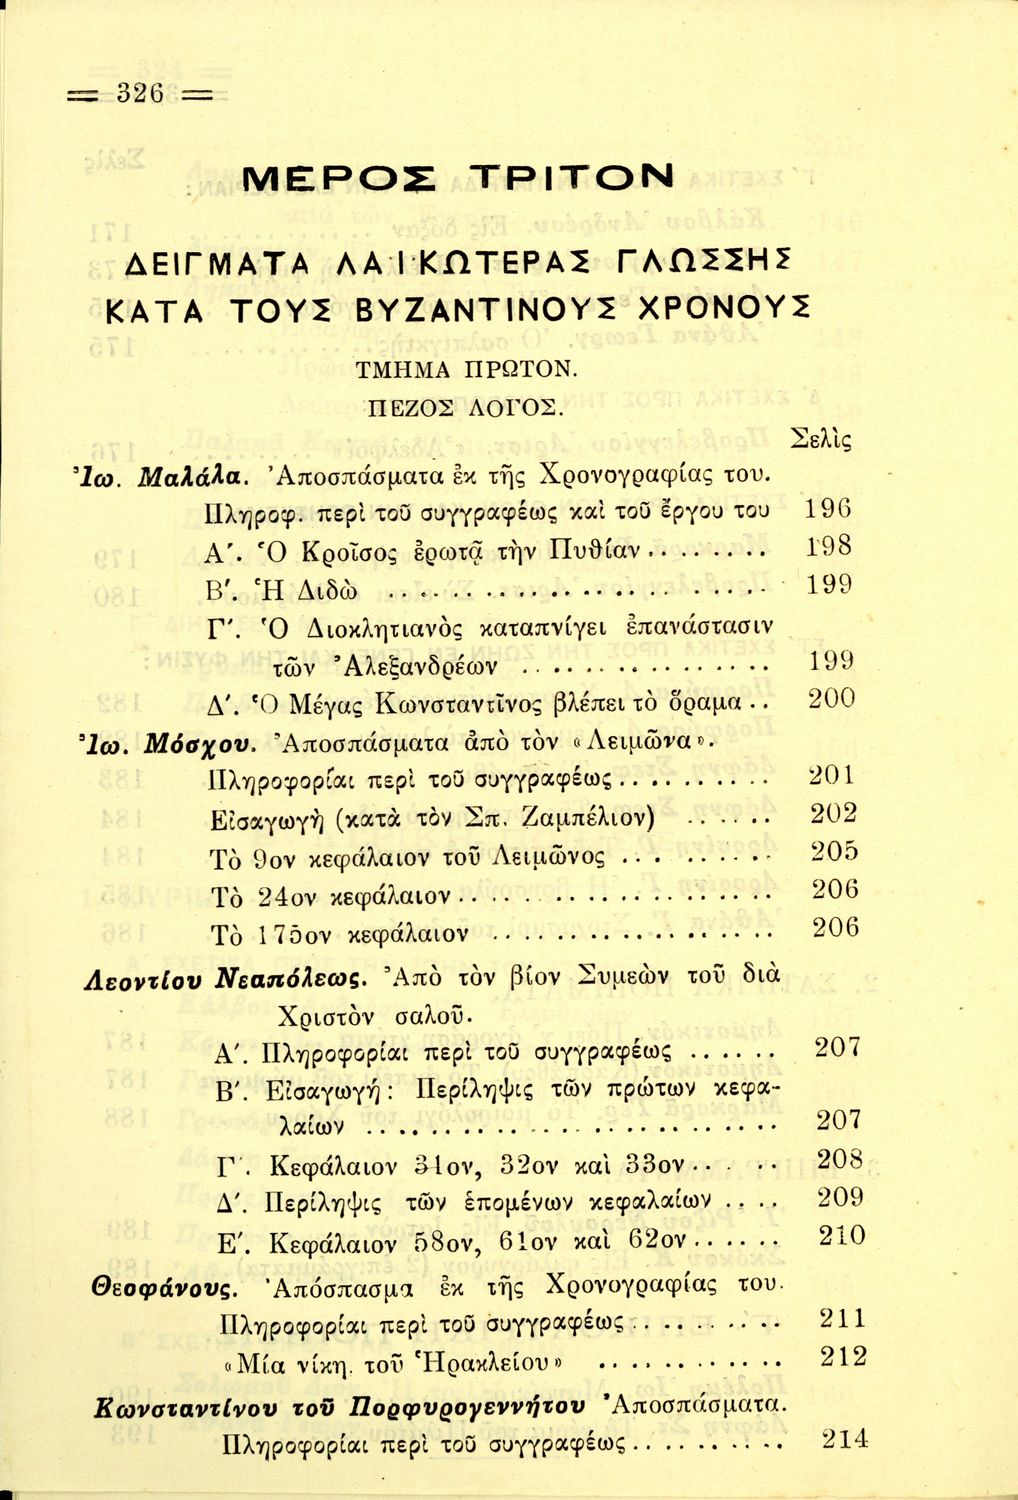 = 326 =
ΜΕΡΟΣ ΤΡΙΤΟΝ
ΔΕΙΓΜΑΤΑ ΛΑ·Ι·ΚΩΤΕΡΑΣ ΓΛΩΣΣΗΣ
ΚΑΤΑ ΤΟΥΣ ΒΥΖΑΝΤΙΝΟΥΣ ΧΡΟΝΟΥΣ
ΤΜΗΜΑ ΠΡΩΤΟΝ.
ΠΕΖΟΣ ΛΟΓΟΣ.
Σελὶς
Ἰω. Μαλάλα. Ἀποσπάσματα ἐκ τῆς Χρονογραφίας του.
Πληροφ. περὶ τοῦ συγγραφέως καὶ τοῦ ἔργου του 196
Α'. Ὁ Κροῖσος ἐρωτᾷ τὴν Πυθίαν ........ 198
Β'. Ἡ Διδὼ ........................ 199
Γ'. Ὁ Διοκλητιανὸς καταπνίγει ἐπανάστασιν
τῶν Ἀλεξανδρέων ................ 199
Δ'. Ὁ Μέγας Κωνσταντῖνος βλέπει τὸ ὅραμα .. 200
Ἰω. Μόσχου. Ἀποσπάσματα ἀπὸ τὸν «Λειμῶνα».
Πληροφορίαι περὶ τοῦ συγγραφέως .......... 201
Εἰσαγωγὴ (κατὰ τὸν Σπ. Ζαμπέλιον) ...... 202
Τὸ 9ον κεφάλαιον τοῦ Λειμῶνος .......... 205
Τὸ 24ον κεφάλαιον .................... 206
Τὸ 175ον κεφάλαιον .................. 206
Λεοντίου Νεαπόλεως. Ἀπὸ τὸν βίον Συμεὼν τοῦ διὰ
Χριστὸν σαλοῦ.
Α'. Πληροφορίαι περὶ τοῦ συγγραφέως ...... 207
Β'. Εἰσαγωγή: Περίληψις τῶν πρώτων κεφα-
λαίων .......................... 207
Γ'. Κεφάλαιον 31ον, 32ον καὶ 33ον .. . .. 208
Δ'. Περίληψις τῶν ἑπομένων κεφαλαίων .... 209
Ε'. Κεφάλαιον 58ον, 61ον καὶ 62ον ...... 210
Θεοφάνους. Ἀπόσπασμα ἐκ τῆς Χρονογραφίας του.
Πληροφορίαι περὶ τοῦ συγγραφέως .......... 211
«Μία νίκη. τοῦ Ἡρακλείου» ............ 212
Κωνσταντίνου τοῦ Πορφυρογεννήτου Ἀποσπάσματα.
Πληροφορίαι περὶ τοῦ συγγραφέως .......... 214